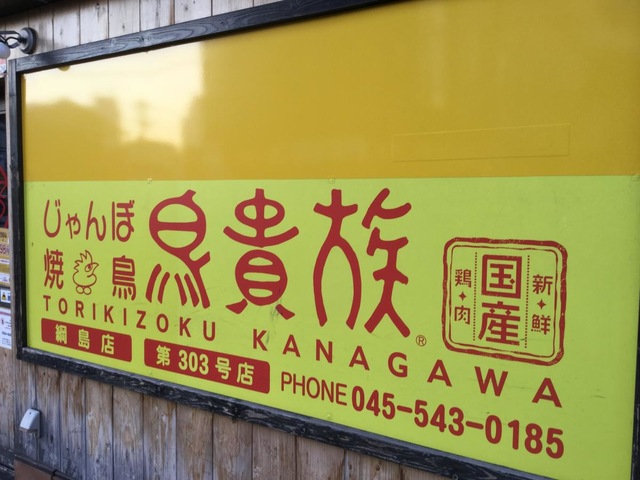 じゃんぼ
焼鳥
鳥貴族®
TORIKIZOKU KANAGAWA
新鮮
国産
鶏肉
綱島店
第303号店
PHONE 045-543-0185